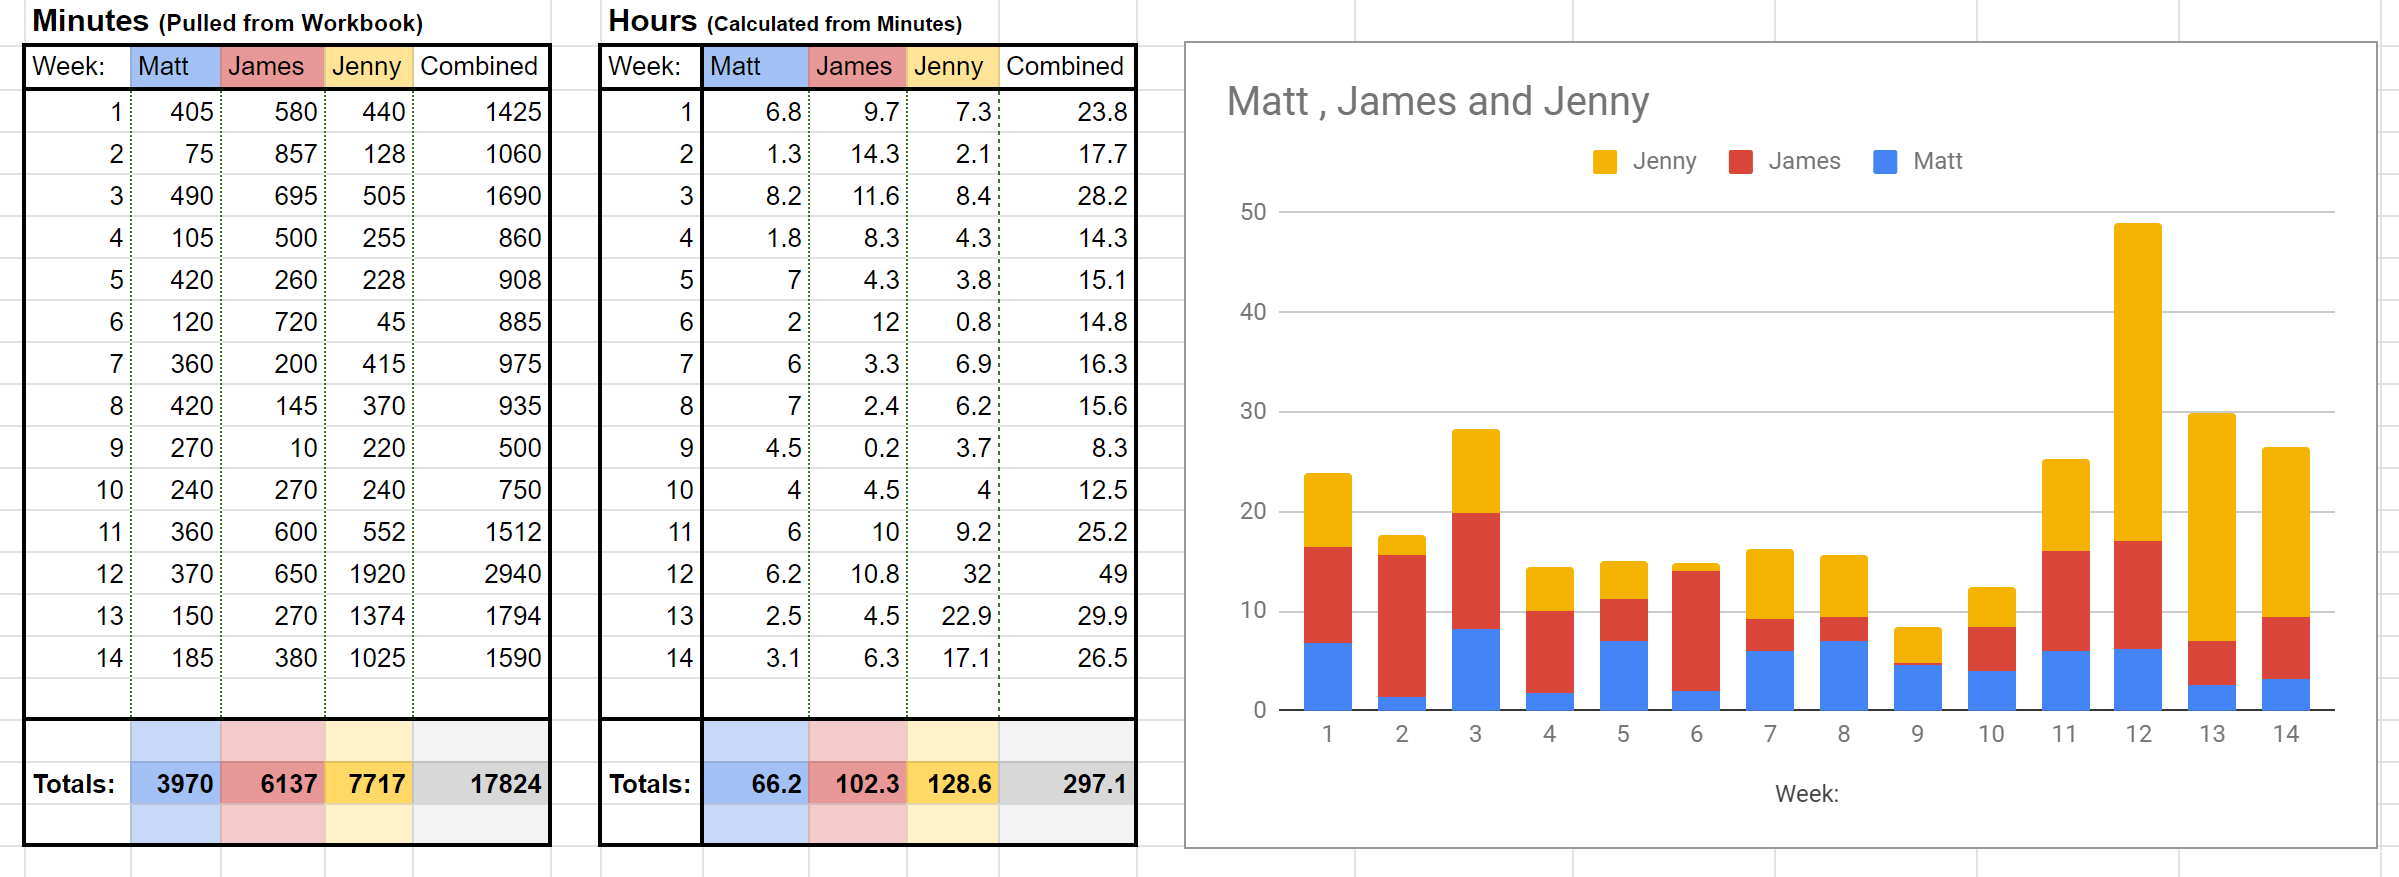 Minutes (Pulled from Workbook)
Week: Matt James Jenny Combined
1 405 580 440 1425
2 75 857 128 1060
3 490 695 505 1690
4 105 500 255 860
5 420 260 228 908
6 120 720 45 885
7 360 200 415 975
8 420 145 370 935
9 270 10 220 500
10 240 270 240 750
11 360 600 552 1512
12 370 650 1920 2940
13 150 270 1374 1794
14 185 380 1025 1590
Totals: 3970 6137 7717 17824
Hours (Calculated from Minutes)
Week: Matt James Jenny Combined
1 6.8 9.7 7.3 23.8
2 1.3 14.3 2.1 17.7
3 8.2 11.6 8.4 28.2
4 1.8 8.3 4.3 14.3
5 7 4.3 3.8 15.1
6 2 12 0.8 14.8
7 6 3.3 6.9 16.3
8 7 2.4 6.2 15.6
9 4.5 0.2 3.7 8.3
10 4 4.5 4 12.5
11 6 10 9.2 25.2
12 6.2 10.8 32 49
13 2.5 4.5 22.9 29.9
14 3.1 6.3 17.1 26.5
Totals: 66.2 102.3 128.6 297.1
Matt , James and Jenny
Jenny James Matt
50
40
30
20
10
0
1 2 3 4 5 6 7 8 9 10 11 12 13 14
Week: